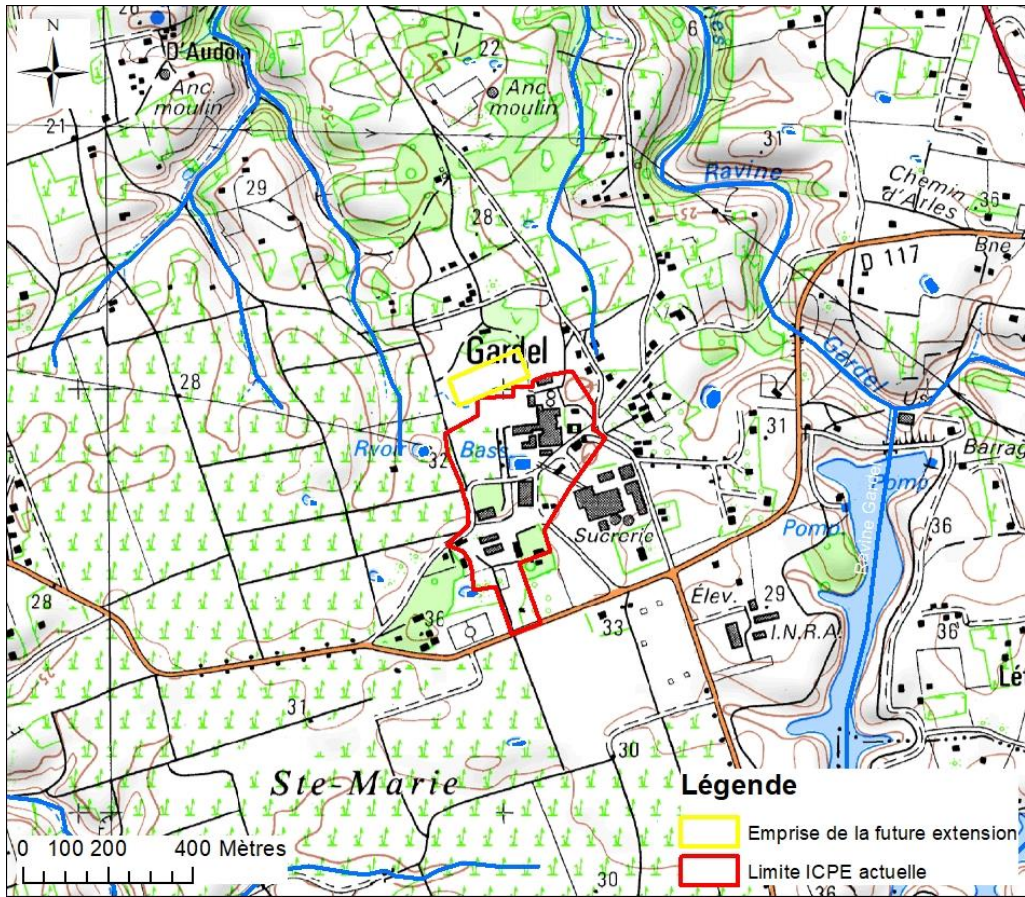 N
D'Audoin
Anc.
moulin
22
Anc.
moulin
6
21
29
28
31
Ravine
25
Chemin
d'Arles
36
Bne
D 117
Gardel
28
Gardel
Us
31
Rvoir
32
Bass.
Barrag
Pomp.
Pomp.
Ravine Gardel
Sucrerie
36
28
36
Élev.
29
I.N.R.A.
33
36
25
31
30
Ste-Marie
30
36
Légende
Emprise de la future extension
Limite ICPE actuelle
0 100 200 400 Mètres